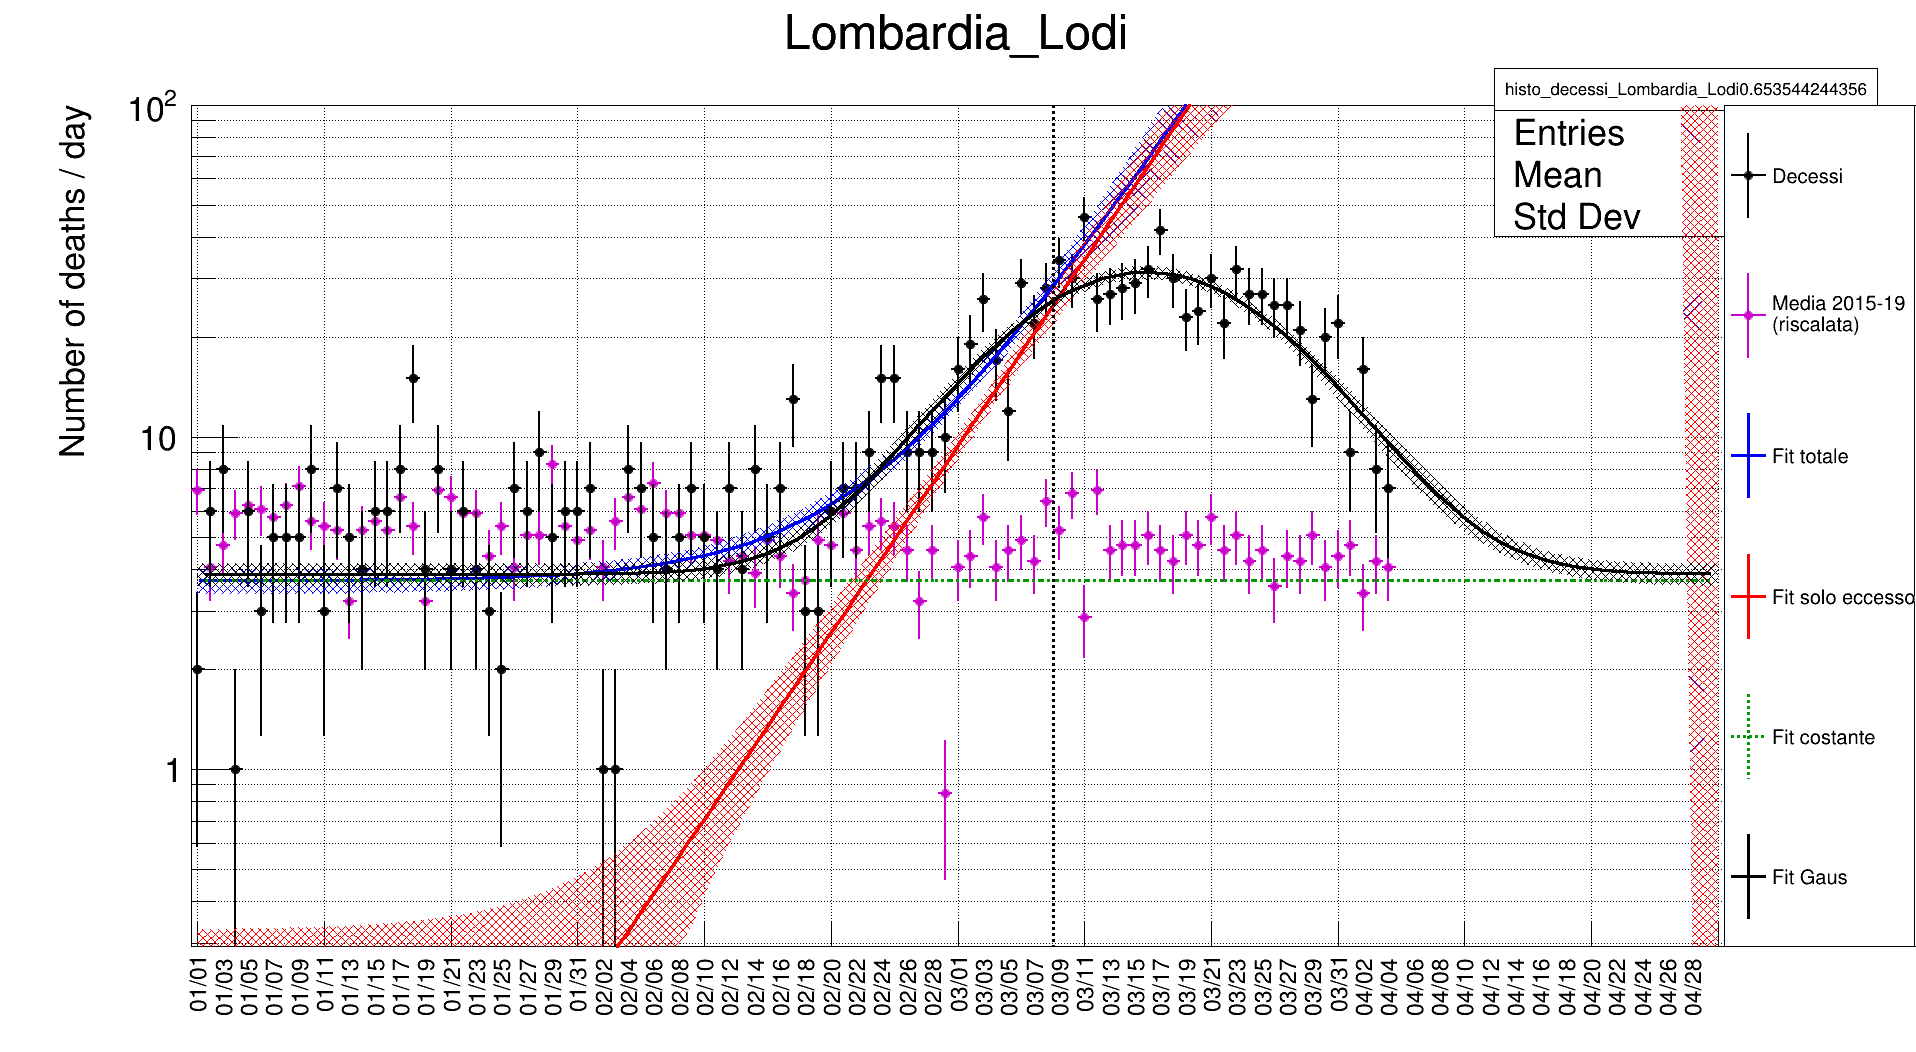 Lombardia_Lodi
histo_decessi_Lombardia_Lodi0.653544244356
Entries
Mean
Std Dev
Number of deaths / day
10²
10
1
Decessi
Media 2015-19
(riscalata)
Fit totale
Fit solo eccesso
Fit costante
Fit Gaus
01/01 01/03 01/05 01/07 01/09 01/11 01/13 01/15 01/17 01/19 01/21 01/23 01/25 01/27 01/29 01/31 02/02 02/04 02/06 02/08 02/10 02/12 02/14 02/16 02/18 02/20 02/22 02/24 02/26 02/28 03/01 03/03 03/05 03/07 03/09 03/11 03/13 03/15 03/17 03/19 03/21 03/23 03/25 03/27 03/29 03/31 04/02 04/04 04/06 04/08 04/10 04/12 04/14 04/16 04/18 04/20 04/22 04/24 04/26 04/28